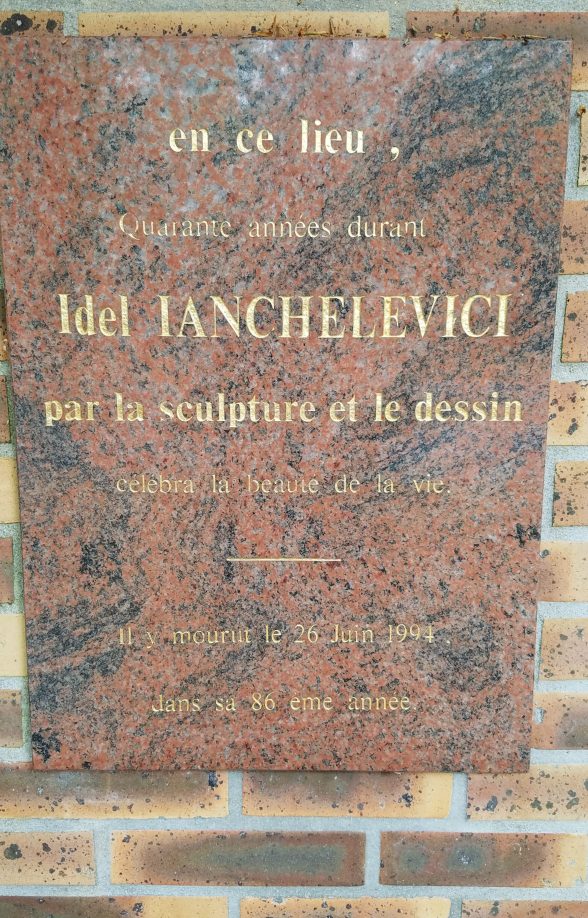 en ce lieu ,
Quarante années durant
Idel IANCHELEVICI
par la sculpture et le dessin
célébra la beauté de la vie.
Il y mourut le 26 Juin 1994 ,
dans sa 86 ème année.